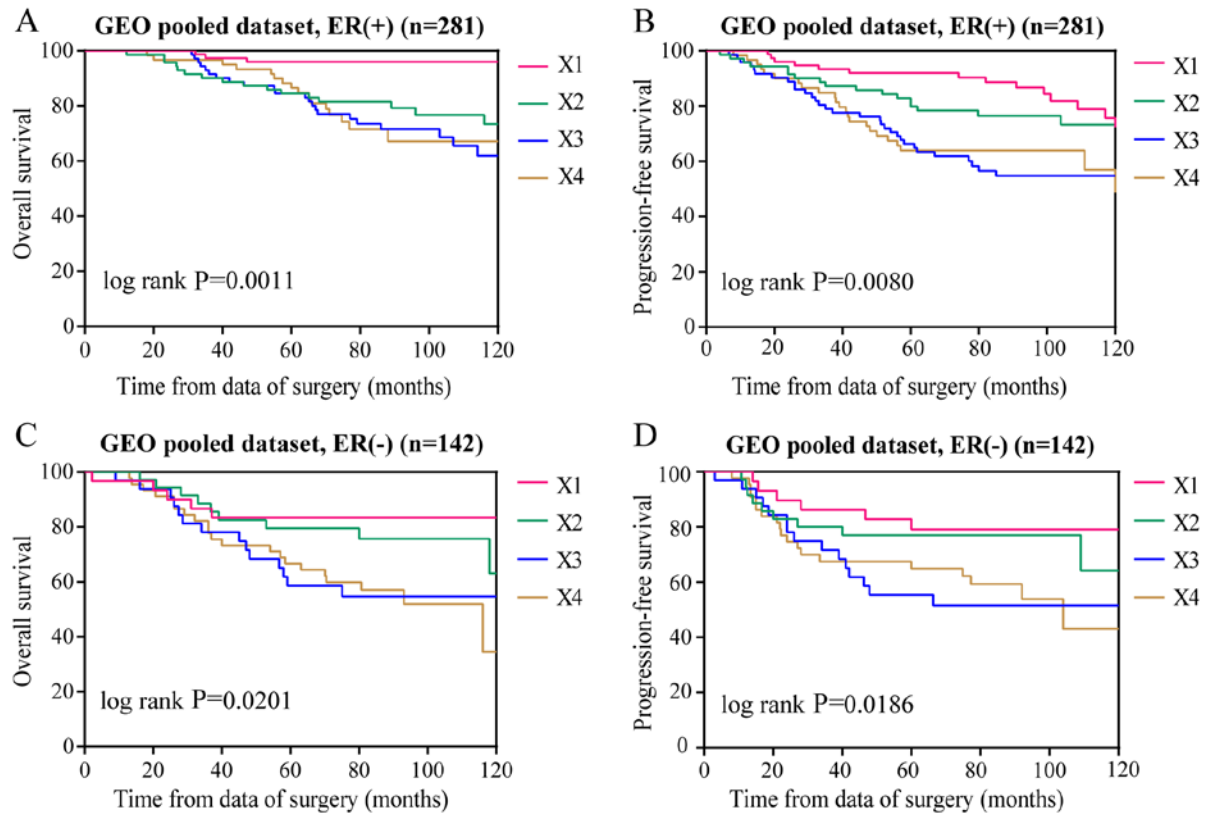 A
GEO pooled dataset, ER(+) (n=281)
100
80
60
40
20
0
Overall survival
log rank P=0.0011
0 20 40 60 80 100 120
Time from data of surgery (months)
X1
X2
X3
X4
B
GEO pooled dataset, ER(+) (n=281)
100
80
60
40
20
0
Progression-free survival
log rank P=0.0080
0 20 40 60 80 100 120
Time from data of surgery (months)
X1
X2
X3
X4
C
GEO pooled dataset, ER(-) (n=142)
100
80
60
40
20
0
Overall survival
log rank P=0.0201
0 20 40 60 80 100 120
Time from data of surgery (months)
X1
X2
X3
X4
D
GEO pooled dataset, ER(-) (n=142)
100
80
60
40
20
0
Progression-free survival
log rank P=0.0186
0 20 40 60 80 100 120
Time from data of surgery (months)
X1
X2
X3
X4